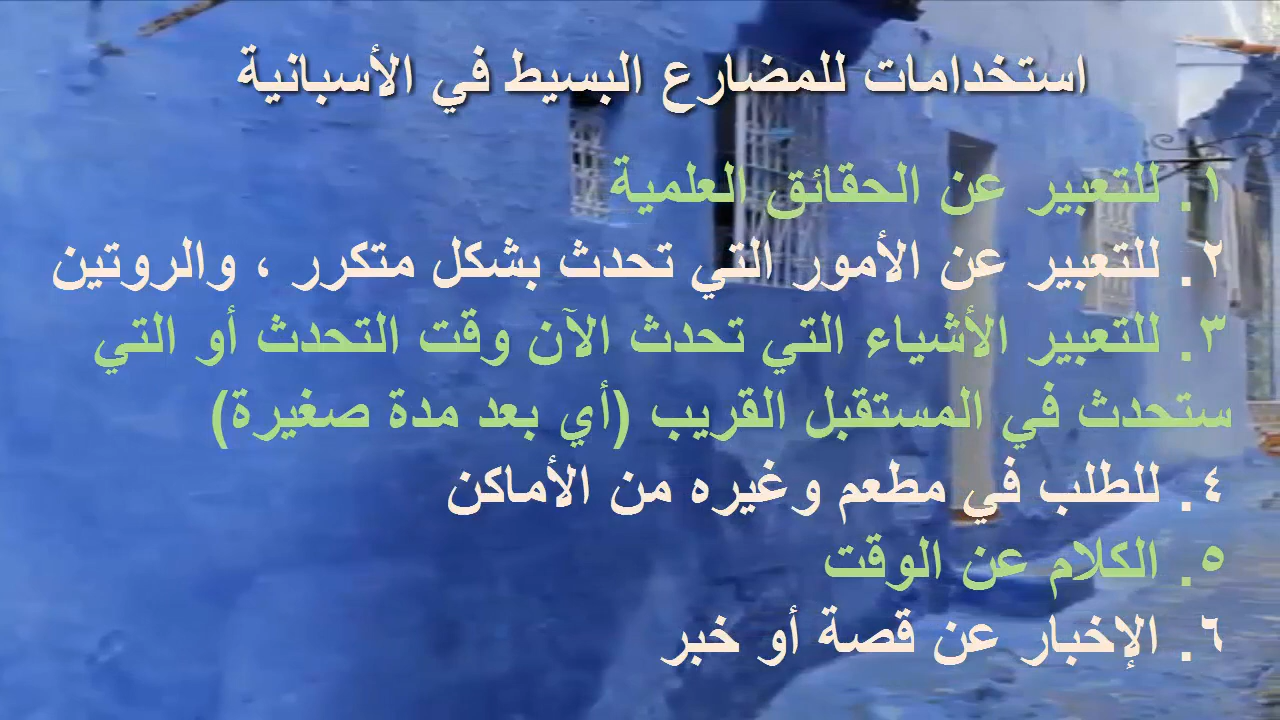 استخدامات للمضارع البسيط في الأسبانية
١. للتعبير عن الحقائق العلمية
٢. للتعبير عن الأمور التي تحدث بشكل متكرر ، والروتين
٣. للتعبير الأشياء التي تحدث الآن وقت التحدث أو التي
ستحدث في المستقبل القريب (أي بعد مدة صغيرة)
٤. للطلب في مطعم وغيره من الأماكن
٥. الكلام عن الوقت
٦. الإخبار عن قصة أو خبر